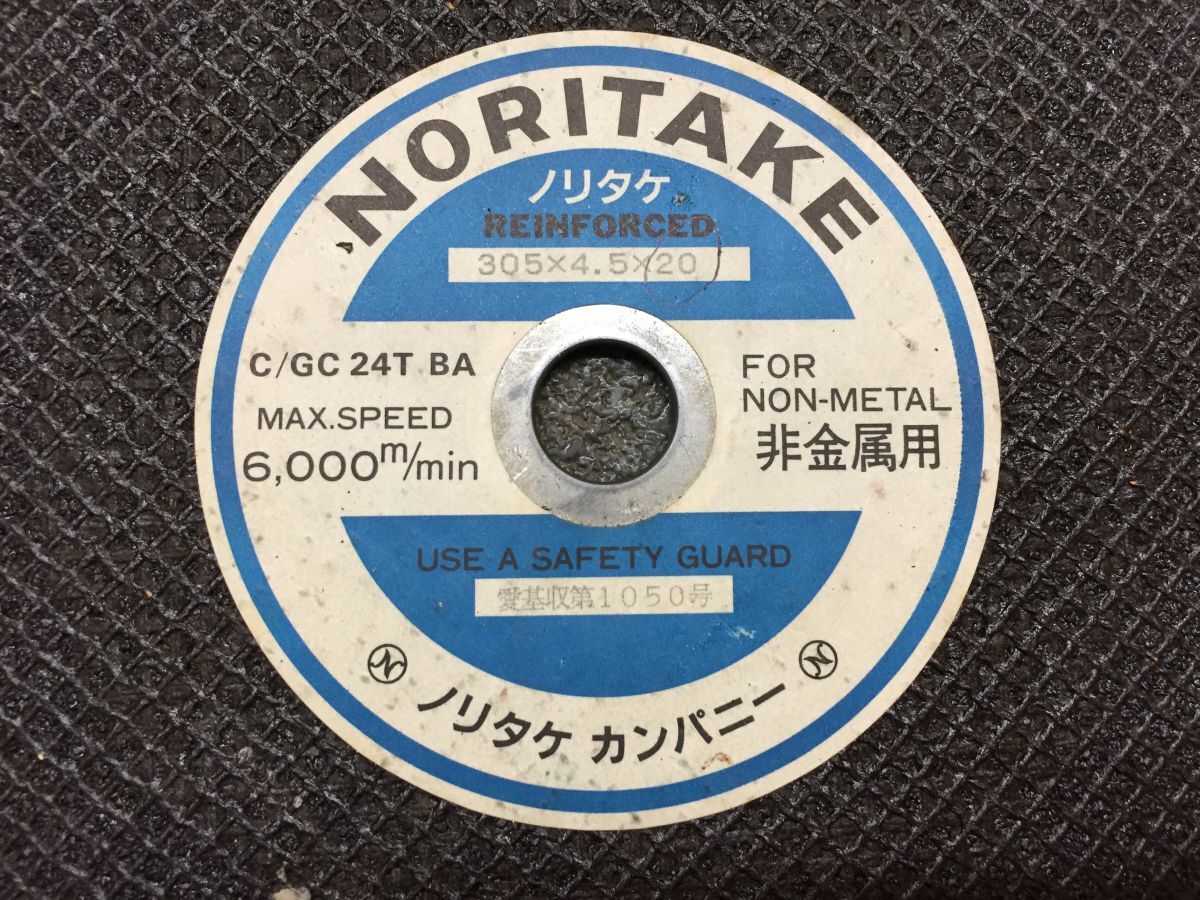 NORITAKE
ノリタケ
REINFORCED
305×4.5×20
C/GC 24T BA
MAX.SPEED
6,000m/min
FOR
NON-METAL
非金属用
USE A SAFETY GUARD
愛基収第1050号
ノリタケ カンパニー